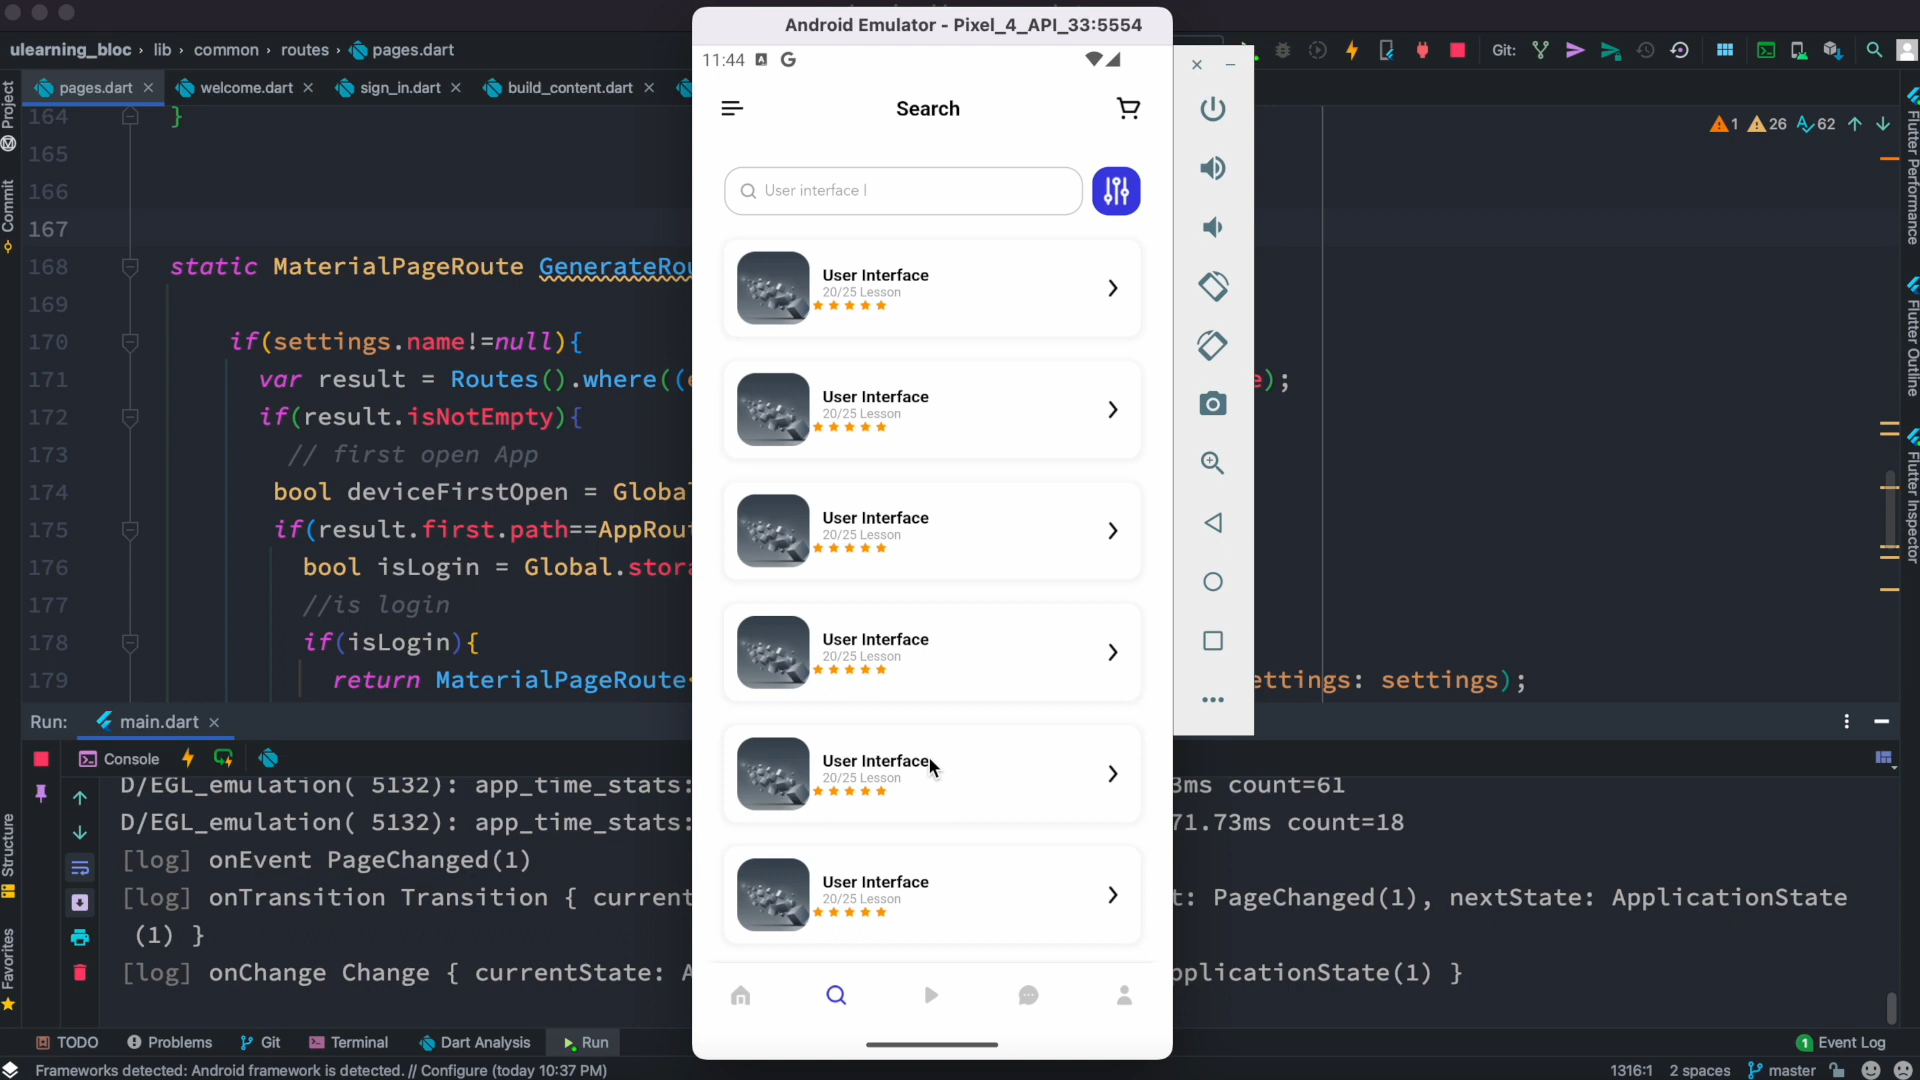 Android Emulator - Pixel_4_API_33:5554
ulearning_bloc › lib › common › routes › pages.dart
Git:
pages.dart
welcome.dart
sign_in.dart
build_content.dart
1 26 62
Project
Commit
Structure
Favorites
Flutter Performance
Flutter Outline
Flutter Inspector
164 }
165
166
167
168 static MaterialPageRoute GenerateRou
169
170 if(settings.name!=null){
171 var result = Routes().where((e );
172 if(result.isNotEmpty){
173 // first open App
174 bool deviceFirstOpen = Globa
175 if(result.first.path==AppRou
176 bool isLogin = Global.stora
177 //is login
178 if(isLogin){
179 return MaterialPageRoute ettings: settings);
11:44
Search
User interface l
User Interface
20/25 Lesson
User Interface
20/25 Lesson
User Interface
20/25 Lesson
User Interface
20/25 Lesson
User Interface
20/25 Lesson
User Interface
20/25 Lesson
Run: main.dart
Console
D/EGL_emulation( 5132): app_time_stats: 3ms count=61
D/EGL_emulation( 5132): app_time_stats: 71.73ms count=18
[log] onEvent PageChanged(1)
[log] onTransition Transition { current t: PageChanged(1), nextState: ApplicationState
(1) }
[log] onChange Change { currentState: A pplicationState(1) }
TODO Problems Git Terminal Dart Analysis Run 1 Event Log
Frameworks detected: Android framework is detected. // Configure (today 10:37 PM) 1316:1 2 spaces master